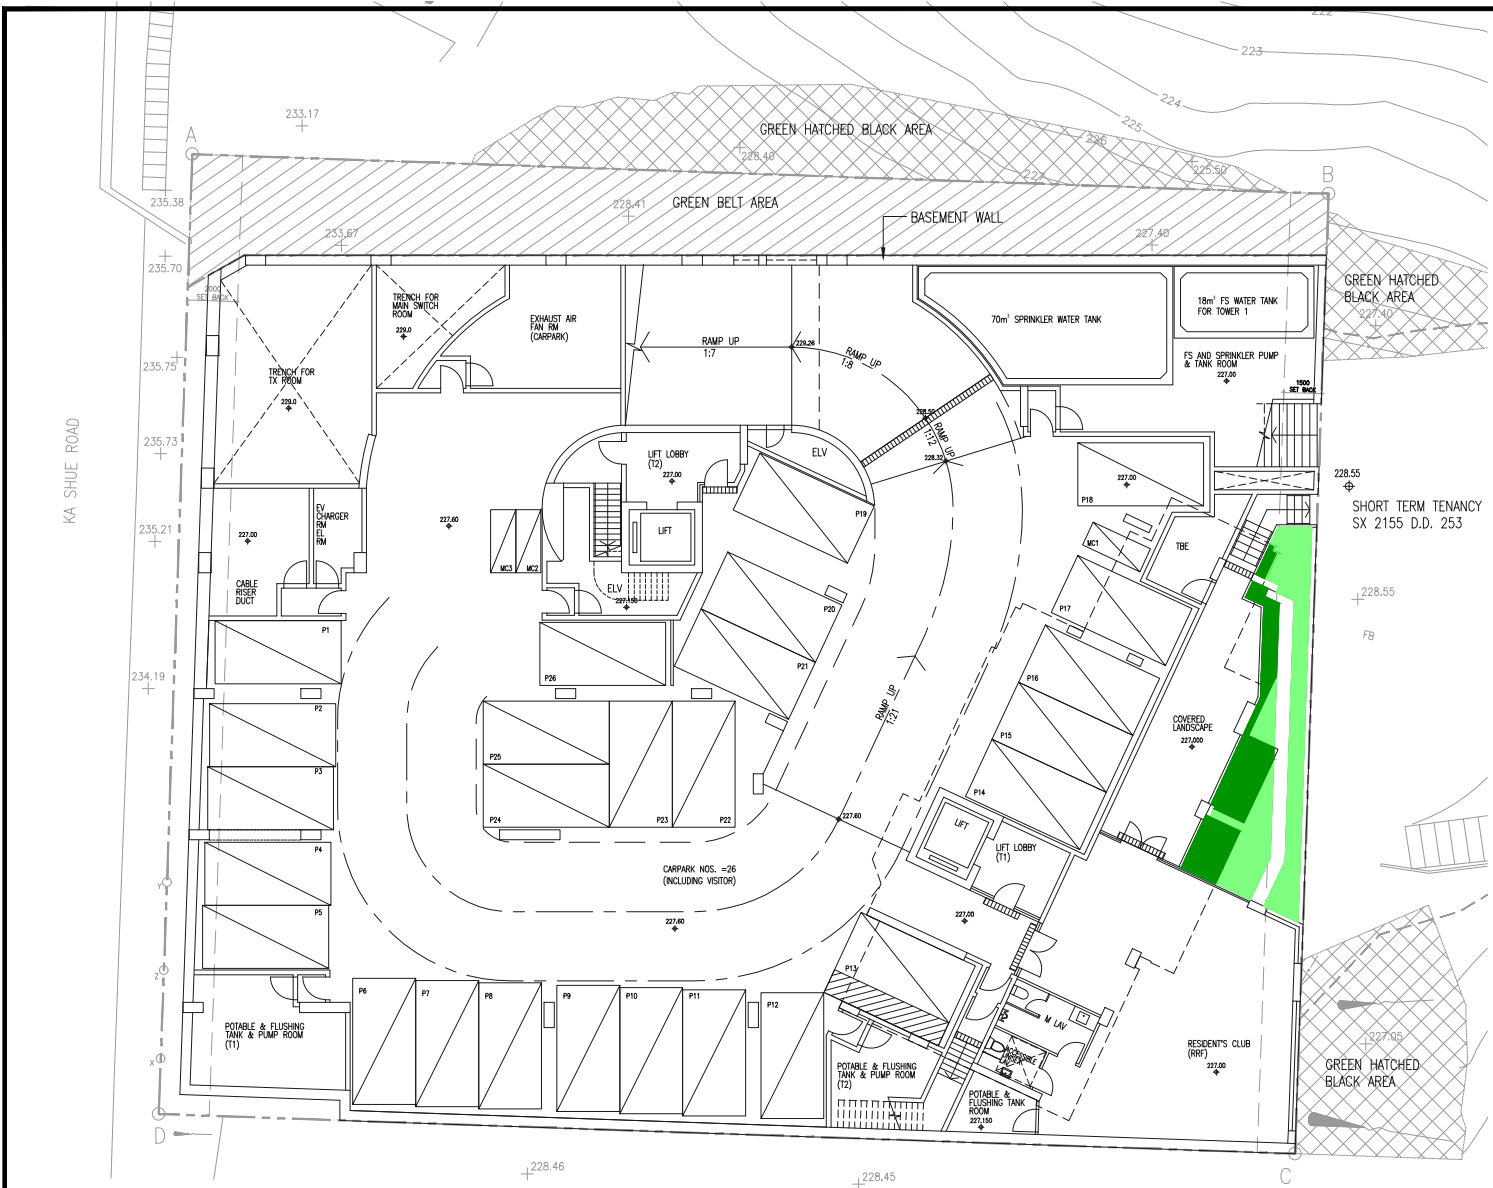 222
223
224
225
226
227
233.17
A
GREEN HATCHED BLACK AREA
228.40
225.50
B
235.38
228.41
GREEN BELT AREA
BASEMENT WALL
233.67
227.40
235.70
2000
SET BACK
TRENCH FOR
MAIN SWITCH
ROOM
229.0
EXHAUST AIR
FAN RM
(CARPARK)
RAMP UP
1:7
229.26
RAMP UP
1:8
70m³ SPRINKLER WATER TANK
18m³ FS WATER TANK
FOR TOWER 1
GREEN HATCHED
BLACK AREA
227.40
235.75
TRENCH FOR
TX ROOM
229.0
FS AND SPRINKLER PUMP
& TANK ROOM
227.00
1500
SET BACK
228.50
RAMP UP
1:12
228.32
KA SHUE ROAD
235.73
LIFT LOBBY
(T2)
227.00
ELV
227.00
P18
228.55
SHORT TERM TENANCY
SX 2155 D.D. 253
235.21
227.00
EV
CHARGER
RM
EL
RM
227.60
P19
LIFT
MC1
TBE
MC3
MC2
CABLE
RISER
DUCT
ELV
227.150
P20
P17
228.55
FB
P1
234.19
P26
P21
P16
P2
RAMP UP
1:21
COVERED
LANDSCAPE
227.000
P15
P25
P3
P14
P24
P23
P22
227.60
LIFT
P4
LIFT LOBBY
(T1)
CARPARK NOS. =26
(INCLUDING VISITOR)
Y
P5
227.00
227.60
Z
P13
P6
P7
P8
P9
P10
P11
P12
POTABLE & FLUSHING
TANK & PUMP ROOM
(T1)
M LAV
RESIDENT'S CLUB
(RRF)
227.00
227.05
GREEN HATCHED
BLACK AREA
X
POTABLE & FLUSHING
TANK & PUMP ROOM
(T2)
ACCESSIBLE
UNISEX
LAV
POTABLE &
FLUSHING TANK
ROOM
227.150
D
C
228.46
228.45